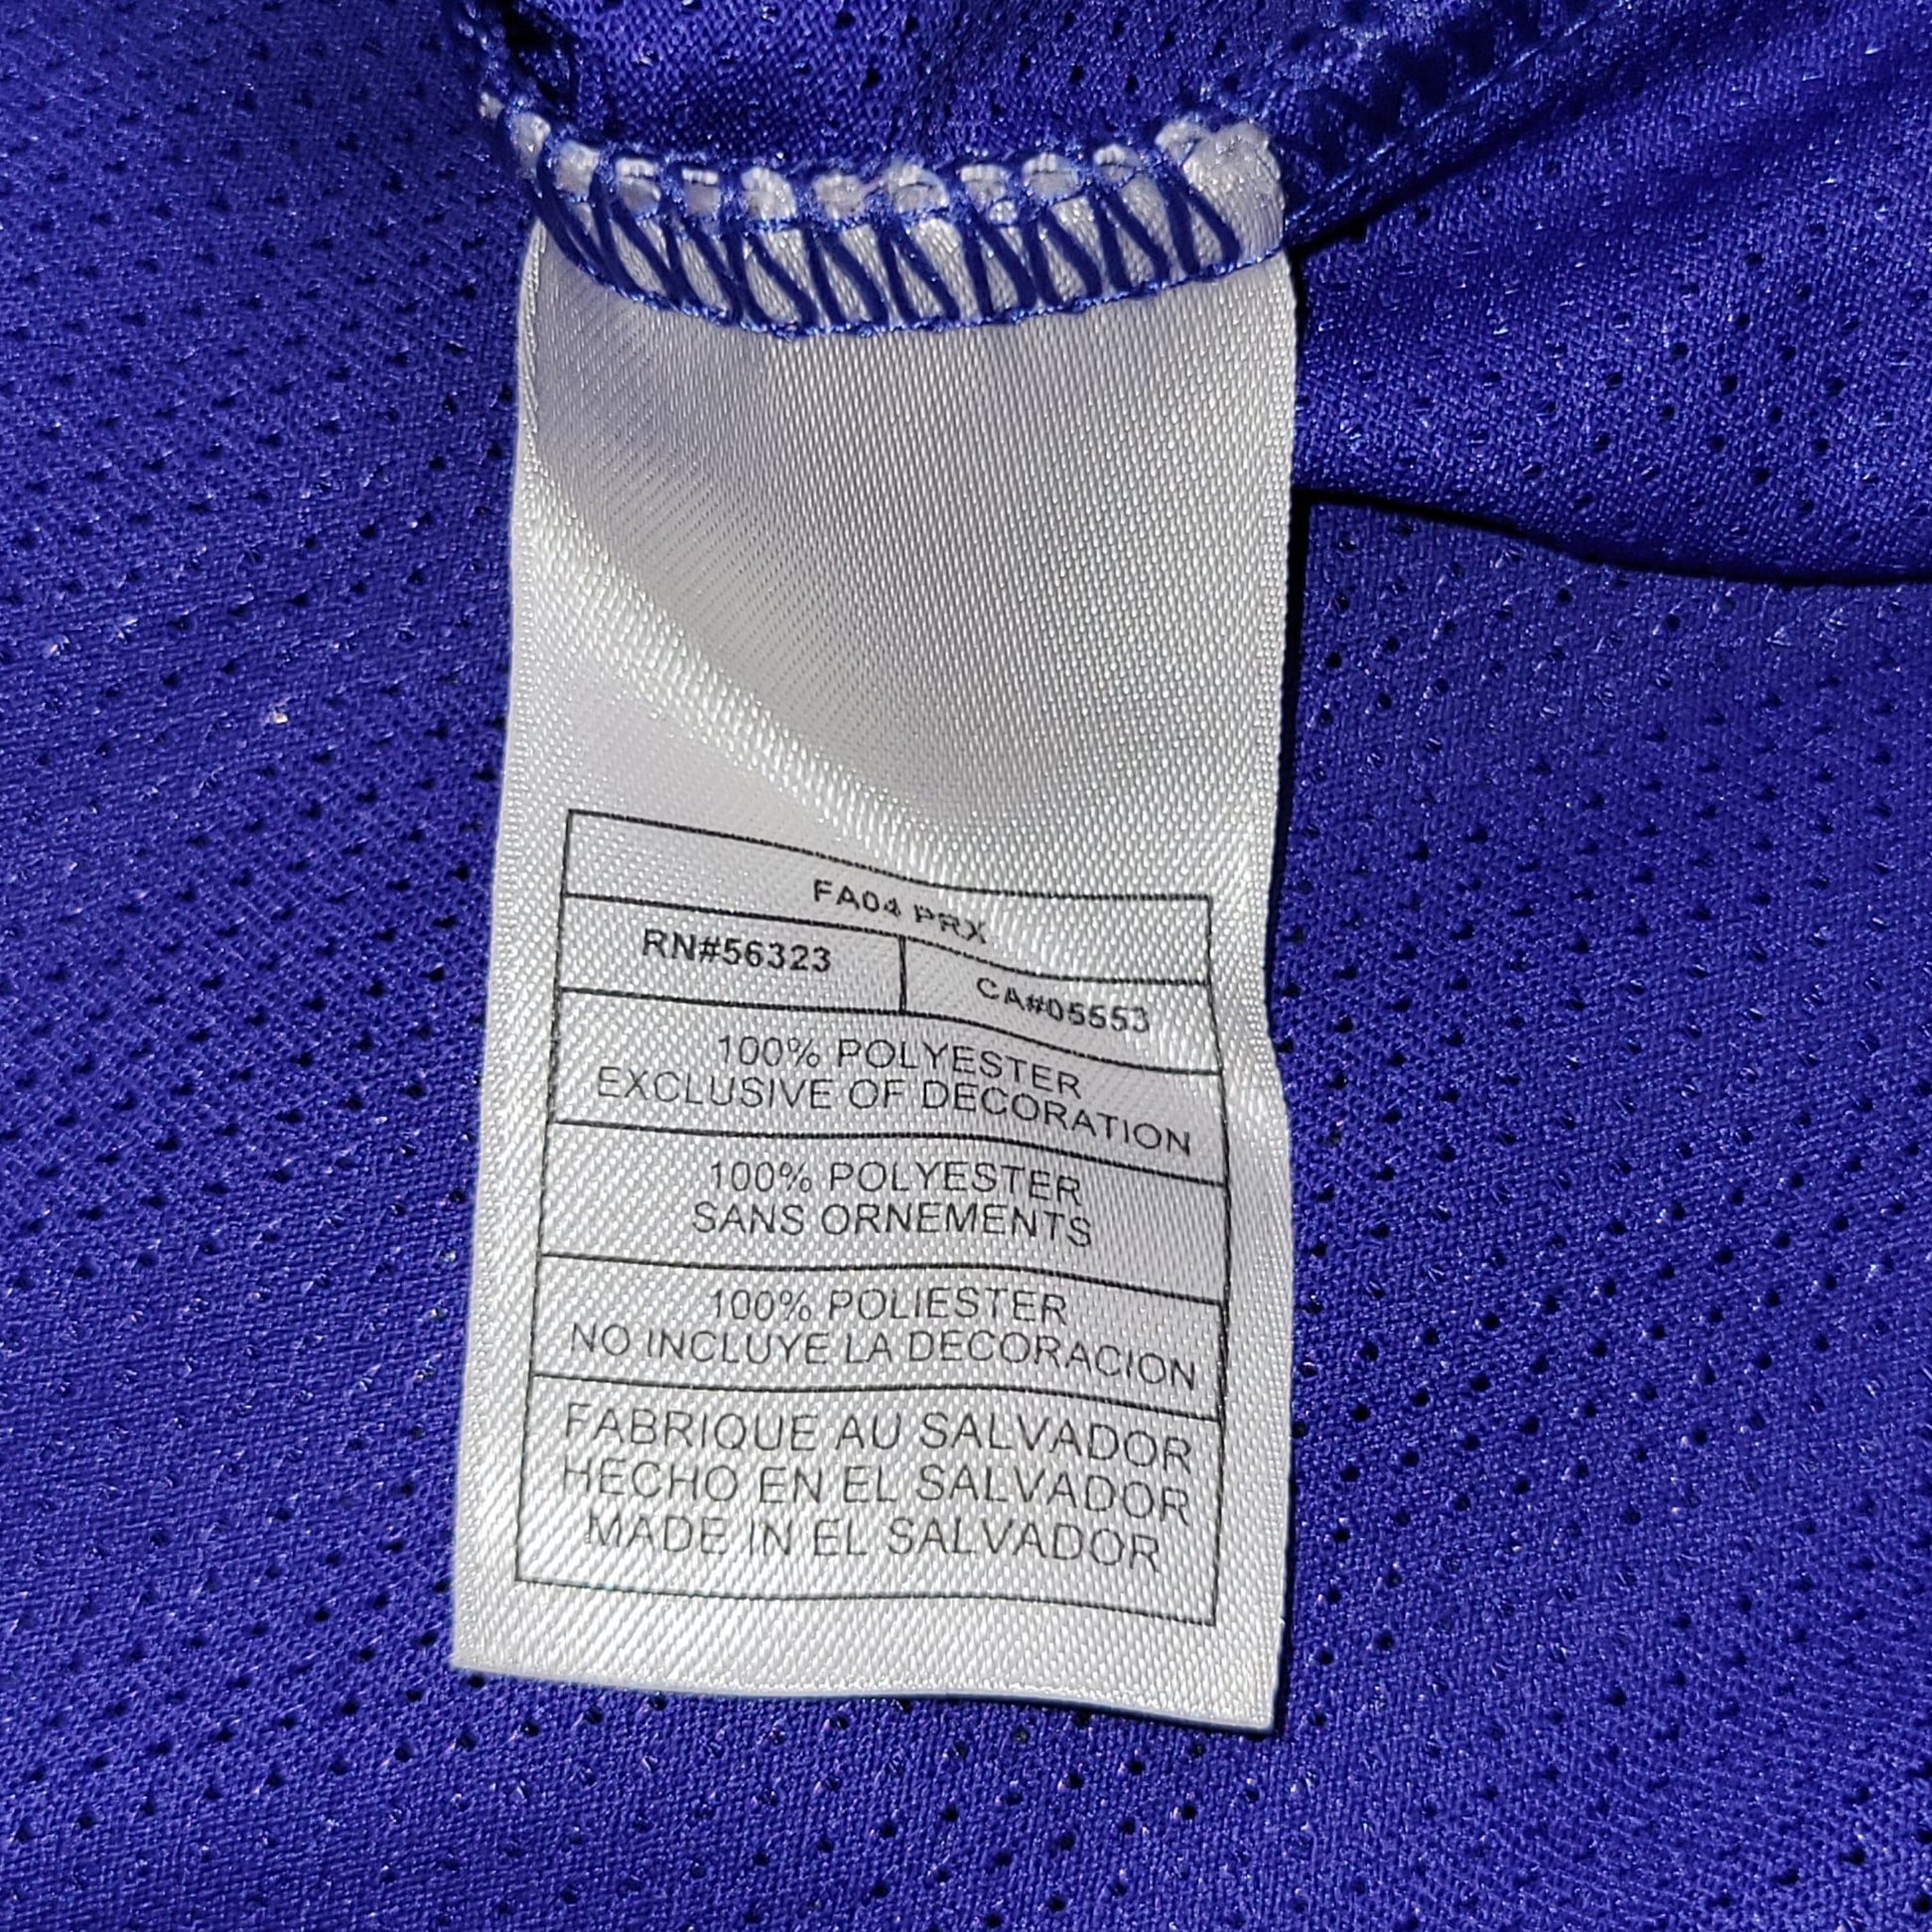 FA04 PRX
RN#56323
CA#05553
100% POLYESTER
EXCLUSIVE OF DECORATION
100% POLYESTER
SANS ORNEMENTS
100% POLIESTER
NO INCLUYE LA DECORACION
FABRIQUE AU SALVADOR
HECHO EN EL SALVADOR
MADE IN EL SALVADOR